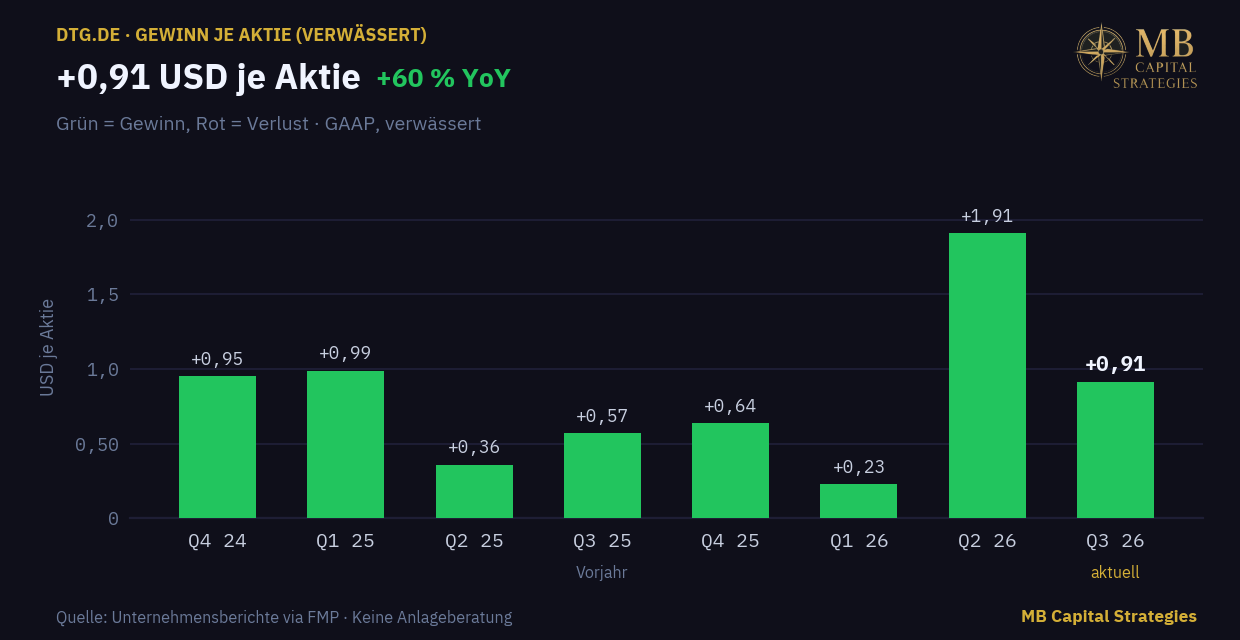 DTG.DE · GEWINN JE AKTIE (VERWÄSSERT)
+0,91 USD je Aktie +60 % YoY
Grün = Gewinn, Rot = Verlust · GAAP, verwässert
MB
CAPITAL
STRATEGIES
USD je Aktie
2,0
1,5
1,0
0,50
0
+0,95
+0,99
+0,36
+0,57
+0,64
+0,23
+1,91
+0,91
Q4 24 Q1 25 Q2 25 Q3 25 Q4 25 Q1 26 Q2 26 Q3 26
Vorjahr aktuell
Quelle: Unternehmensberichte via FMP · Keine Anlageberatung
MB Capital Strategies